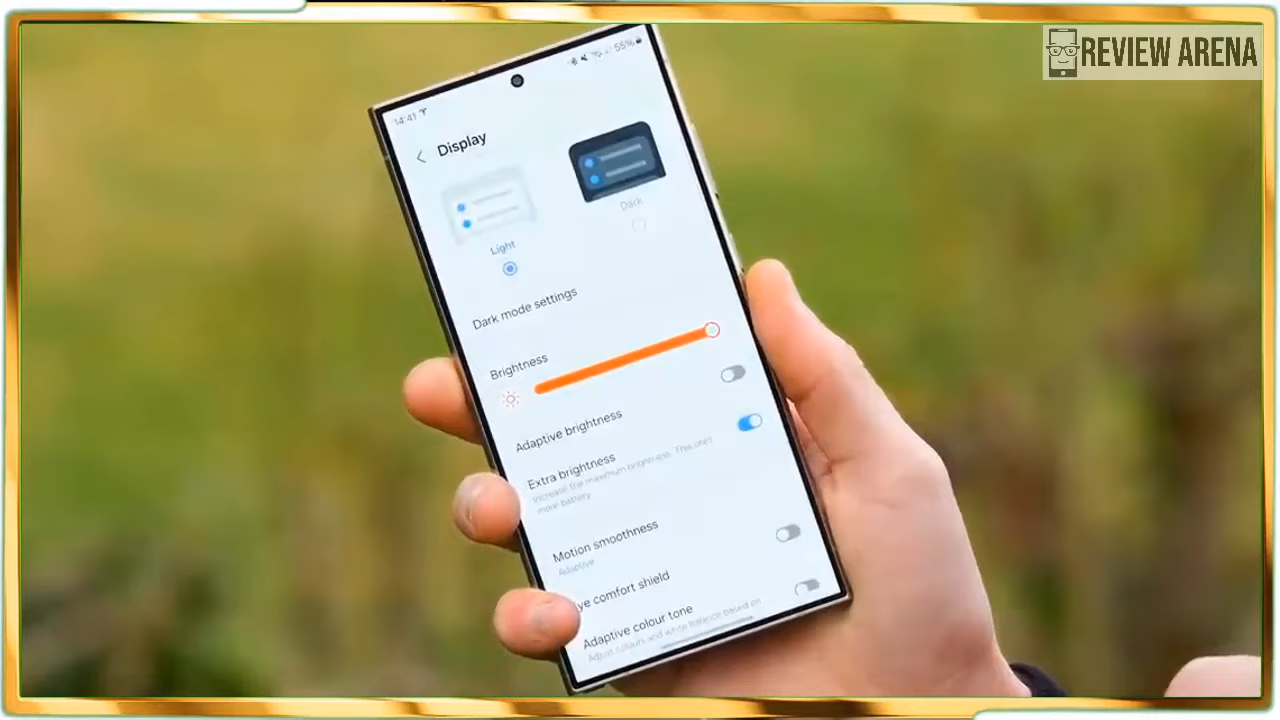 REVIEW ARENA
14:41
55%
Display
Light
Dark
Dark mode settings
Brightness
Adaptive brightness
Extra brightness
Increase the maximum brightness. This uses
more battery.
Motion smoothness
Adaptive
ye comfort shield
Adaptive colour tone
Adjust colours and white balance based on